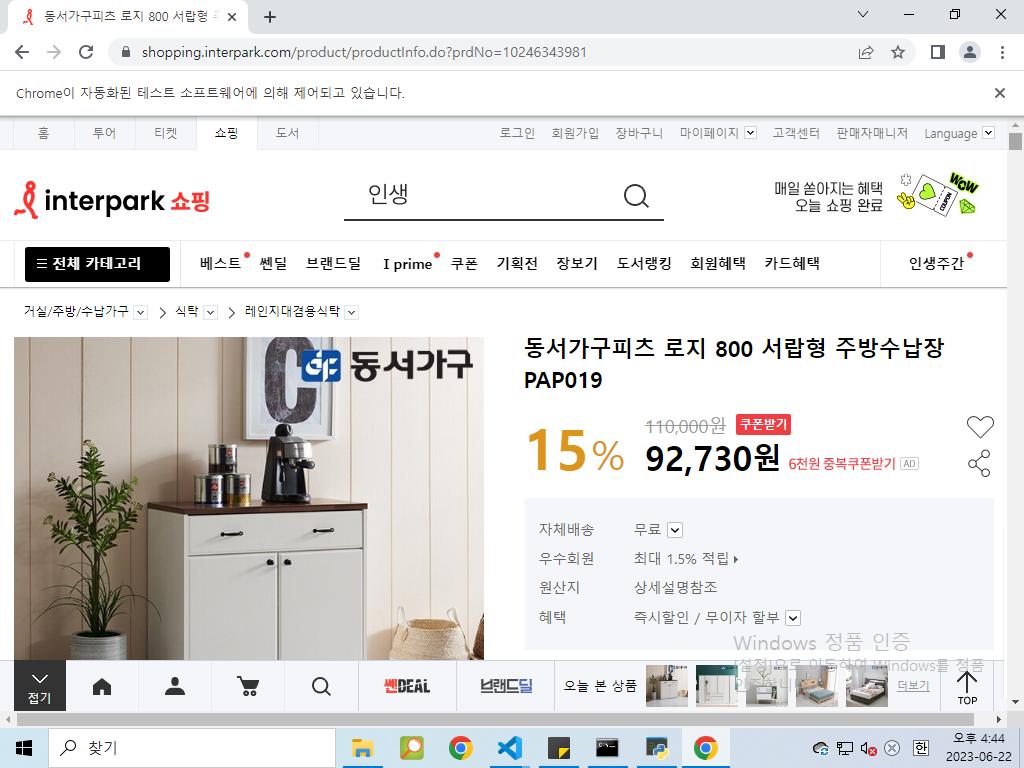 동서가구피츠 로지 800 서랍형
shopping.interpark.com/product/productInfo.do?prdNo=10246343981
Chrome이 자동화된 테스트 소프트웨어에 의해 제어되고 있습니다.
홈 투어 티켓 쇼핑 도서 로그인 회원가입 장바구니 마이페이지 고객센터 판매자매니저 Language
interpark 쇼핑
인생
매일 쏟아지는 혜택
오늘 쇼핑 완료
WOW
COUPON
전체 카테고리 베스트 쎈딜 브랜드딜 I prime 쿠폰 기획전 장보기 도서랭킹 회원혜택 카드혜택 인생주간
거실/주방/수납가구 식탁 레인지대겸용식탁
동서가구
동서가구피츠 로지 800 서랍형 주방수납장
PAP019
15% 110,000원 쿠폰받기
92,730원 6천원 중복쿠폰받기 AD
자체배송 무료
우수회원 최대 1.5% 적립
원산지 상세설명참조
혜택 즉시할인 / 무이자 할부
Windows 정품 인증
[설정]으로 이동하여 Windows를 정품
접기 쎈DEAL 브랜드딜 오늘 본 상품 더보기 TOP
찾기
한
오후 4:44
2023-06-22